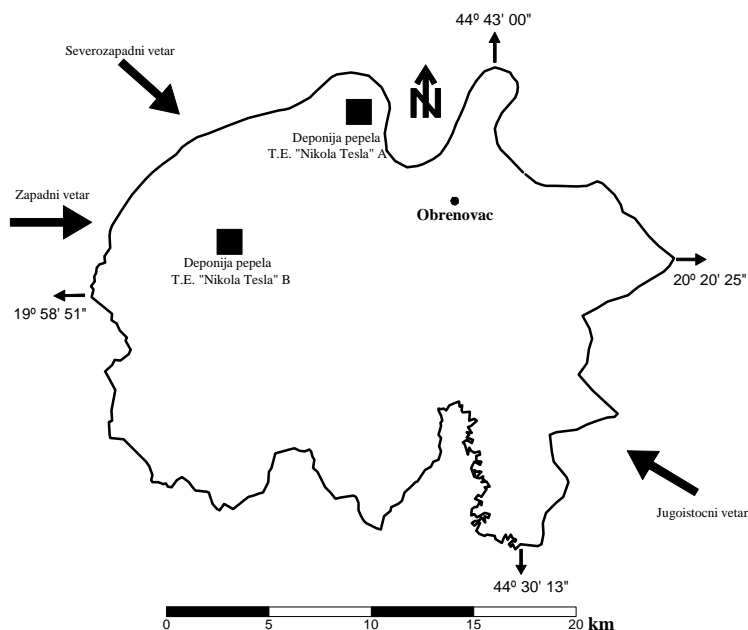 44º 43' 00"
Severozapadni vetar
N
Deponija pepela
T.E. "Nikola Tesla" A
Zapadni vetar
Obrenovac
Deponija pepela
T.E. "Nikola Tesla" B
20º 20' 25"
19º 58' 51"
Jugoistocni vetar
44º 30' 13"
0 5 10 15 20 km